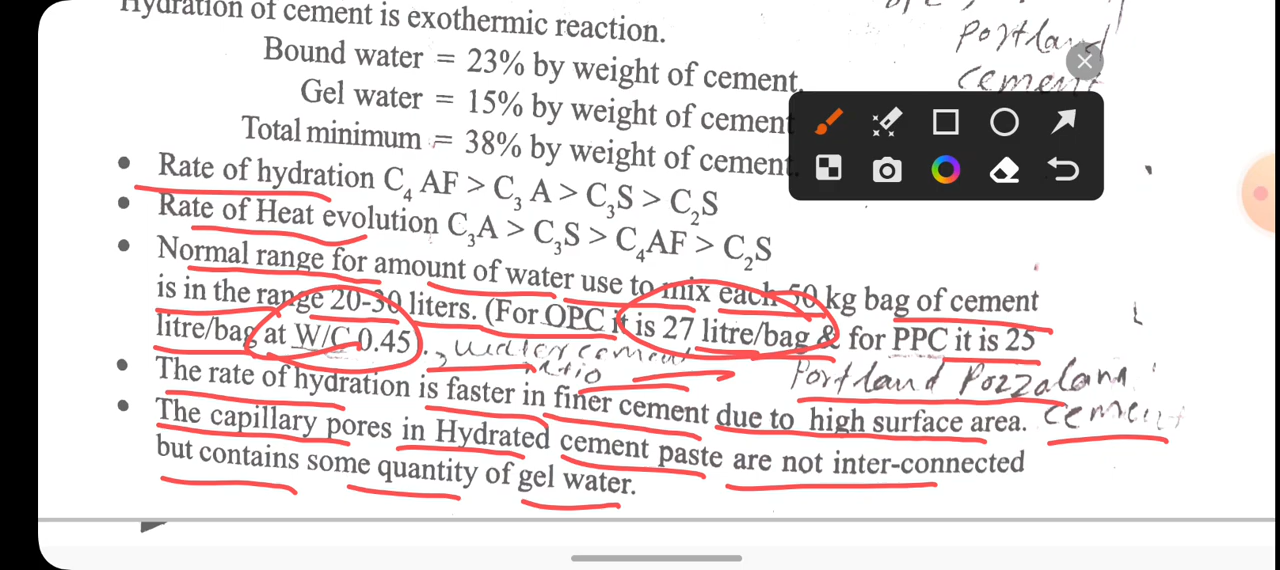 Hydration of cement is exothermic reaction.
Portland
cement
Bound water = 23% by weight of cement.
Gel water = 15% by weight of cement
Total minimum = 38% by weight of cement.
• Rate of hydration C4 AF > C3 A > C3S > C2S
• Rate of Heat evolution C3A > C3S > C4AF > C2S
• Normal range for amount of water use to mix each 50 kg bag of cement
is in the range 20-30 liters. (For OPC it is 27 litre/bag & for PPC it is 25
litre/bag at W/C 0.45).
, water cement
ratio
Portland Pozzalana
cement
• The rate of hydration is faster in finer cement due to high surface area.
• The capillary pores in Hydrated cement paste are not inter-connected
but contains some quantity of gel water.